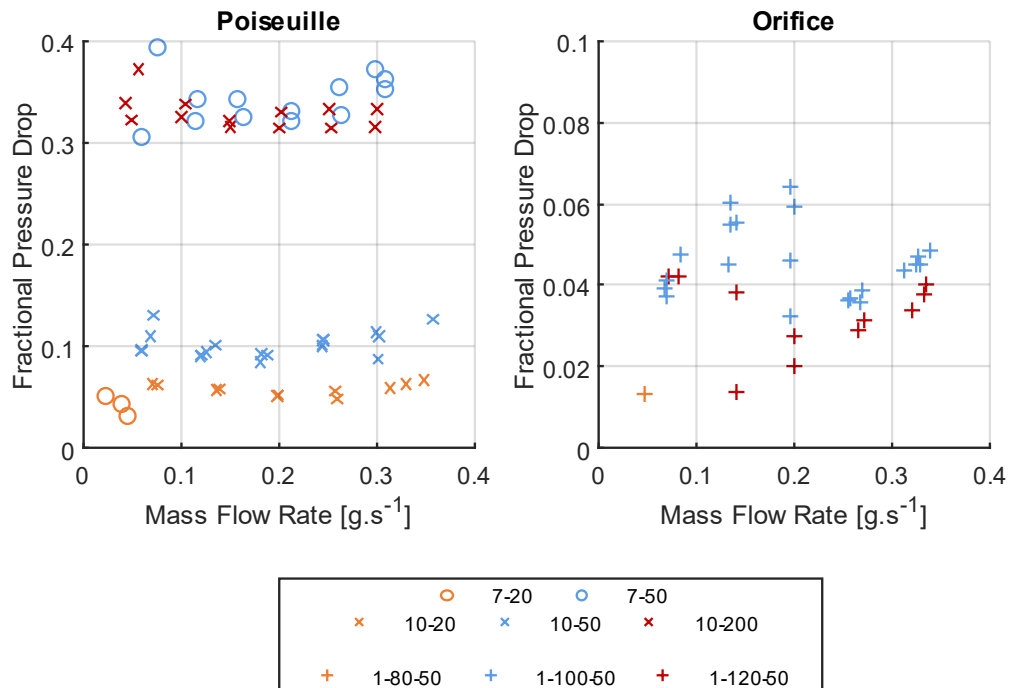 Poiseuille
Orifice
Fractional Pressure Drop
0.4
0.3
0.2
0.1
0
0 0.1 0.2 0.3 0.4
Mass Flow Rate [g.s-1]
Fractional Pressure Drop
0.1
0.08
0.06
0.04
0.02
0
0 0.1 0.2 0.3 0.4
Mass Flow Rate [g.s-1]
7-20 7-50
10-20 10-50 10-200
1-80-50 1-100-50 1-120-50